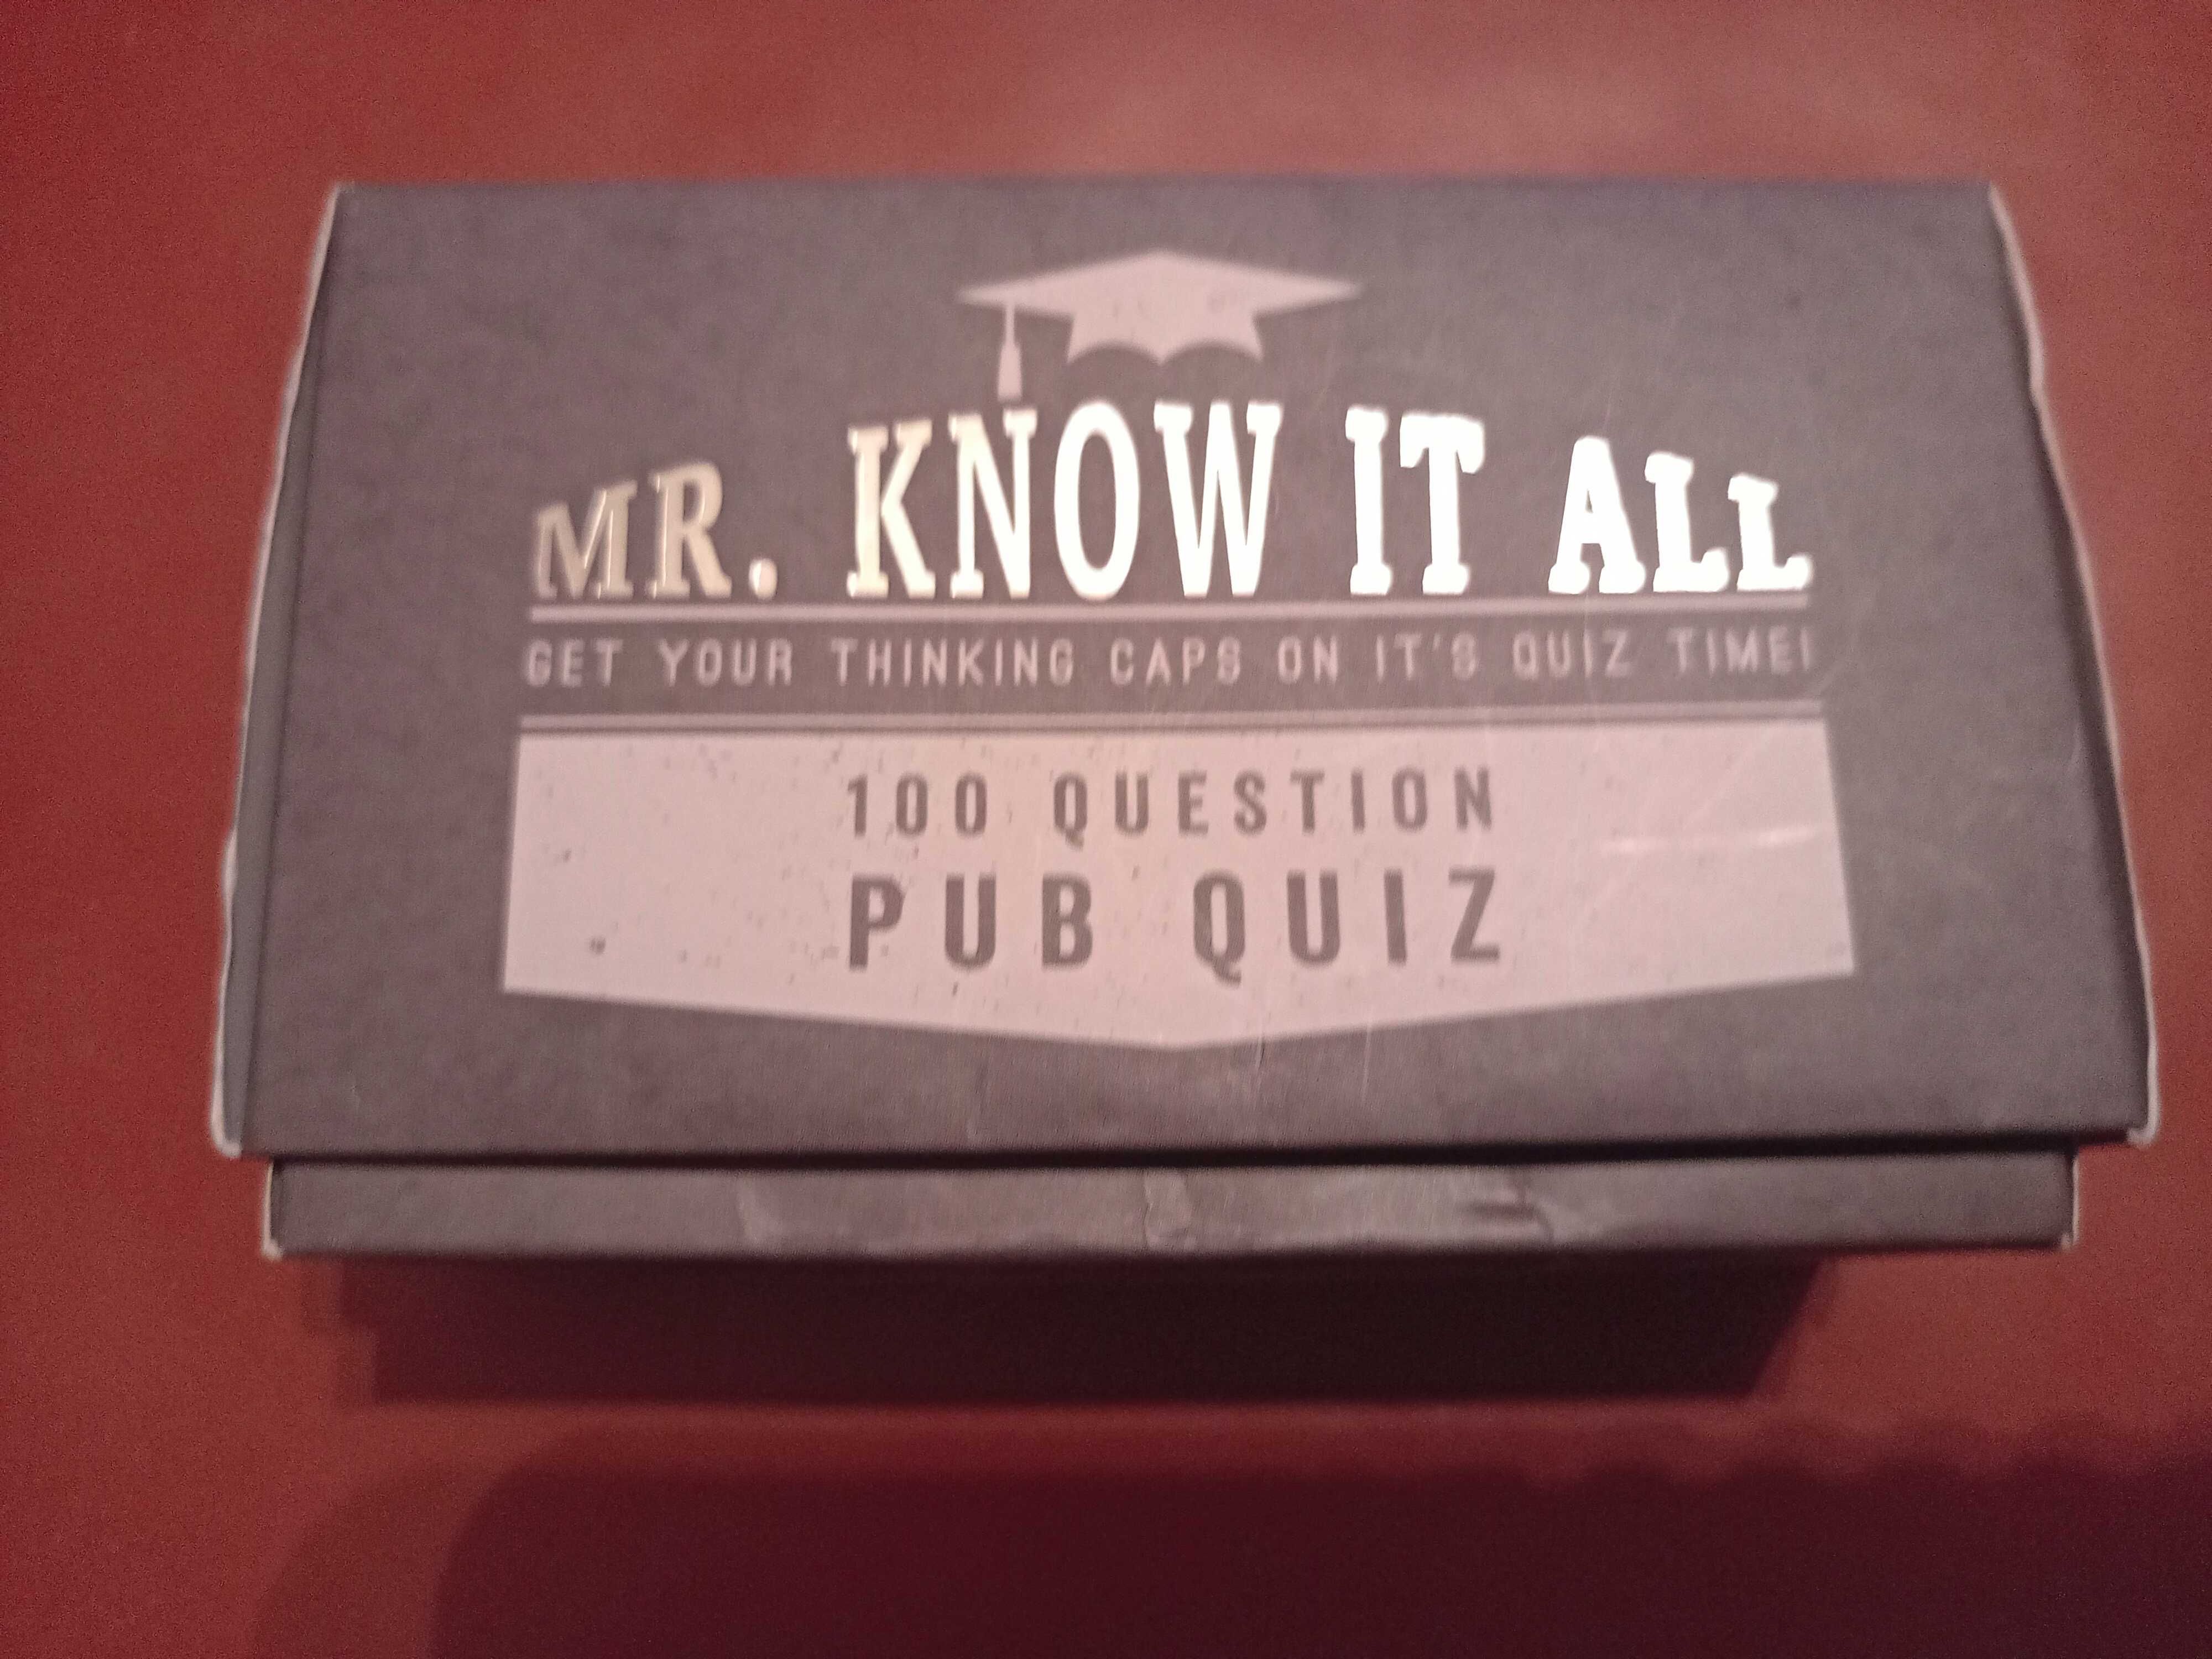 MR. KNOW IT ALL
GET YOUR THINKING CAPS ON IT'S QUIZ TIME!
100 QUESTION
PUB QUIZ